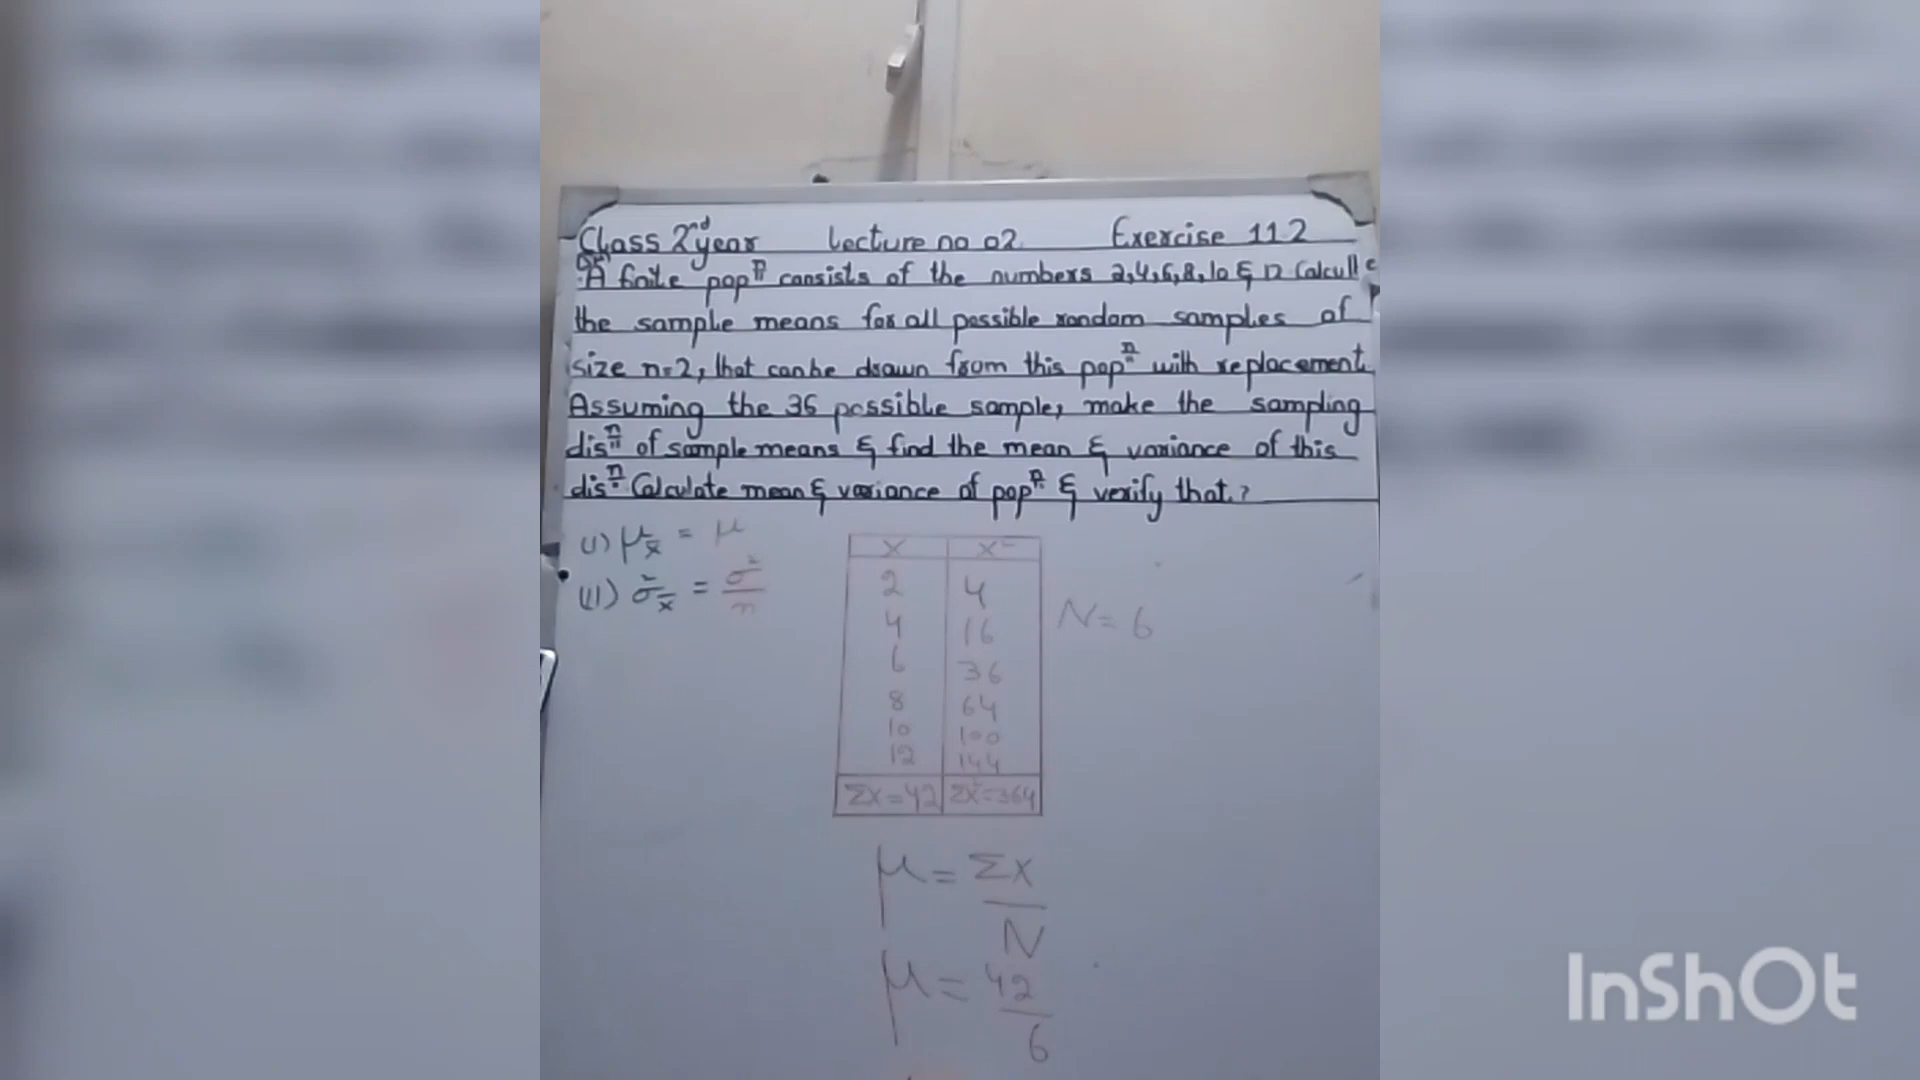 Class 2nd year Lecture no 02 Exercise 11.2
A finite popⁿ consists of the numbers 2,4,6,8,10 & 12 Calcul
the sample means for all possible random samples of
size n=2, that can be drawn from this popⁿ with replacement
Assuming the 36 possible sample, make the sampling
disⁿ of sample means & find the mean & variance of this
disⁿ. Calculate mean & variance of popⁿ & verify that.?
(i) μx̄ = μ
(ii) σ²x̄ = σ²/n
X X²
2 4
4 16
6 36
8 64
10 100
12 144
ΣX=42 ΣX²=364
N=6
μ = ΣX
N
μ = 42
6
InShOt